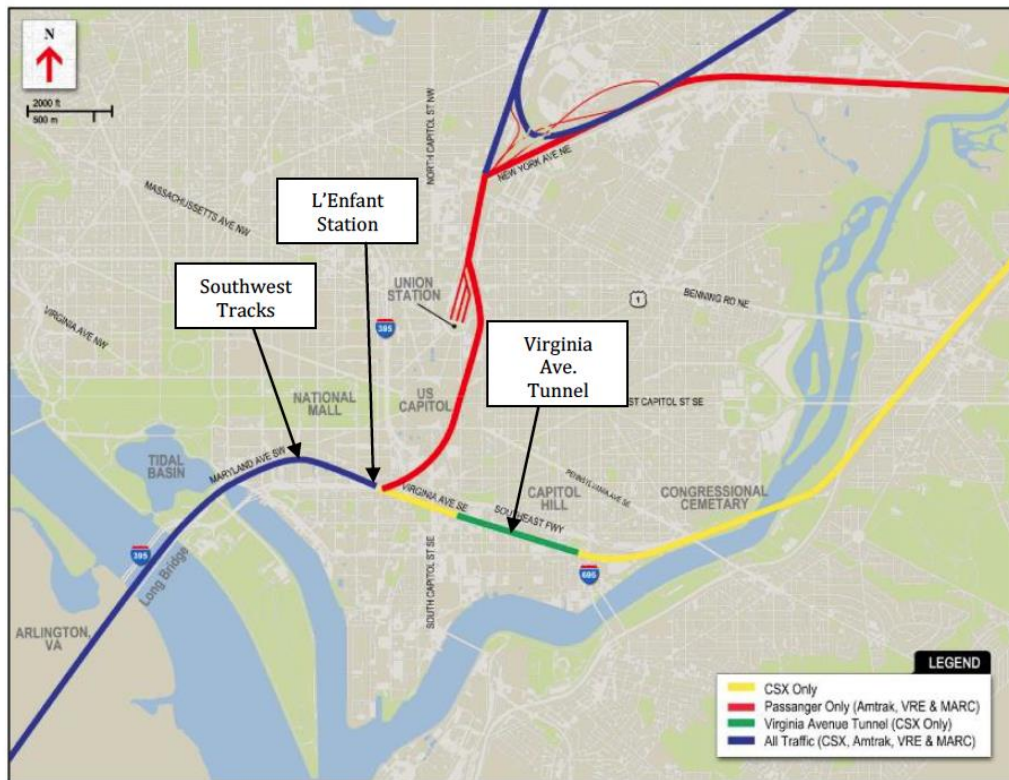 N
2000 ft
500 m
NORTH CAPITOL ST NW
NEW YORK AVE NE
MASSACHUSETTS AVE NW
L'Enfant
Station
Southwest
Tracks
UNION
STATION
1
BENNING RD NE
VIRGINIA AVE NW
395
Virginia
Ave.
Tunnel
NATIONAL
MALL
US
CAPITOL
ST CAPITOL ST SE
TIDAL
BASIN
MARYLAND AVE SW
VIRGINIA AVE SE
CAPITOL
HILL
PENNSYLVANIA AVE SE
CONGRESSIONAL
CEMETARY
SOUTHEAST FWY
395
Long Bridge
695
SOUTH CAPITOL ST SE
ARLINGTON,
VA
LEGEND
CSX Only
Passanger Only (Amtrak, VRE & MARC)
Virginia Avenue Tunnel (CSX Only)
All Traffic (CSX, Amtrak, VRE & MARC)